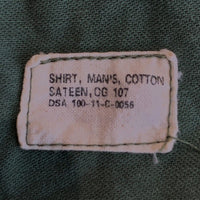 SHIRT, MAN'S, COTTON
SATEEN, OG 107
DSA 100-11-C-0056